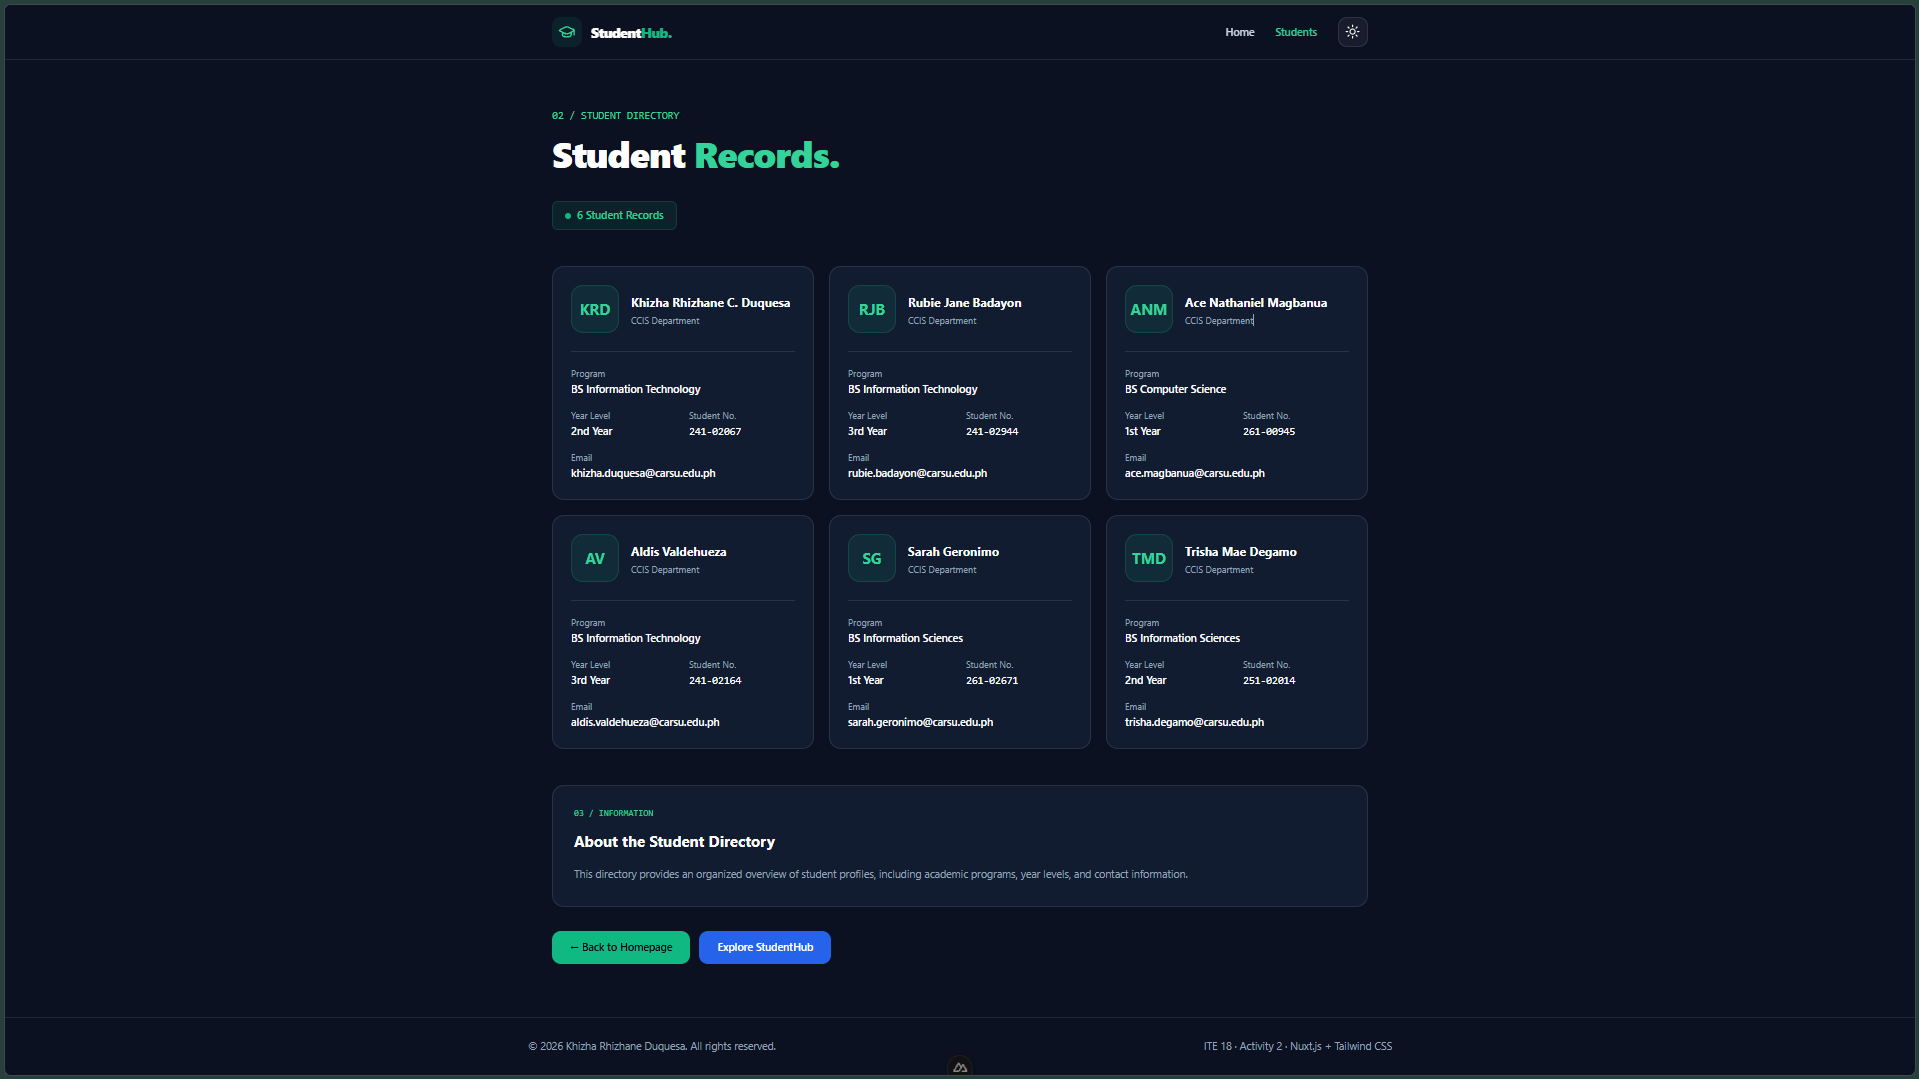 StudentHub.
Home
Students
02 / STUDENT DIRECTORY
Student Records.
6 Student Records
KRD
Khizha Rhizhane C. Duquesa
CCIS Department
Program
BS Information Technology
Year Level
Student No.
2nd Year
241-02067
Email
khizha.duquesa@carsu.edu.ph
RJB
Rubie Jane Badayon
CCIS Department
Program
BS Information Technology
Year Level
Student No.
3rd Year
241-02944
Email
rubie.badayon@carsu.edu.ph
ANM
Ace Nathaniel Magbanua
CCIS Department
Program
BS Computer Science
Year Level
Student No.
1st Year
261-00945
Email
ace.magbanua@carsu.edu.ph
AV
Aldis Valdehueza
CCIS Department
Program
BS Information Technology
Year Level
Student No.
3rd Year
241-02164
Email
aldis.valdehueza@carsu.edu.ph
SG
Sarah Geronimo
CCIS Department
Program
BS Information Sciences
Year Level
Student No.
1st Year
261-02671
Email
sarah.geronimo@carsu.edu.ph
TMD
Trisha Mae Degamo
CCIS Department
Program
BS Information Sciences
Year Level
Student No.
2nd Year
251-02014
Email
trisha.degamo@carsu.edu.ph
03 / INFORMATION
About the Student Directory
This directory provides an organized overview of student profiles, including academic programs, year levels, and contact information.
← Back to Homepage
Explore StudentHub
© 2026 Khizha Rhizhane Duquesa. All rights reserved.
ITE 18 · Activity 2 · Nuxt.js + Tailwind CSS